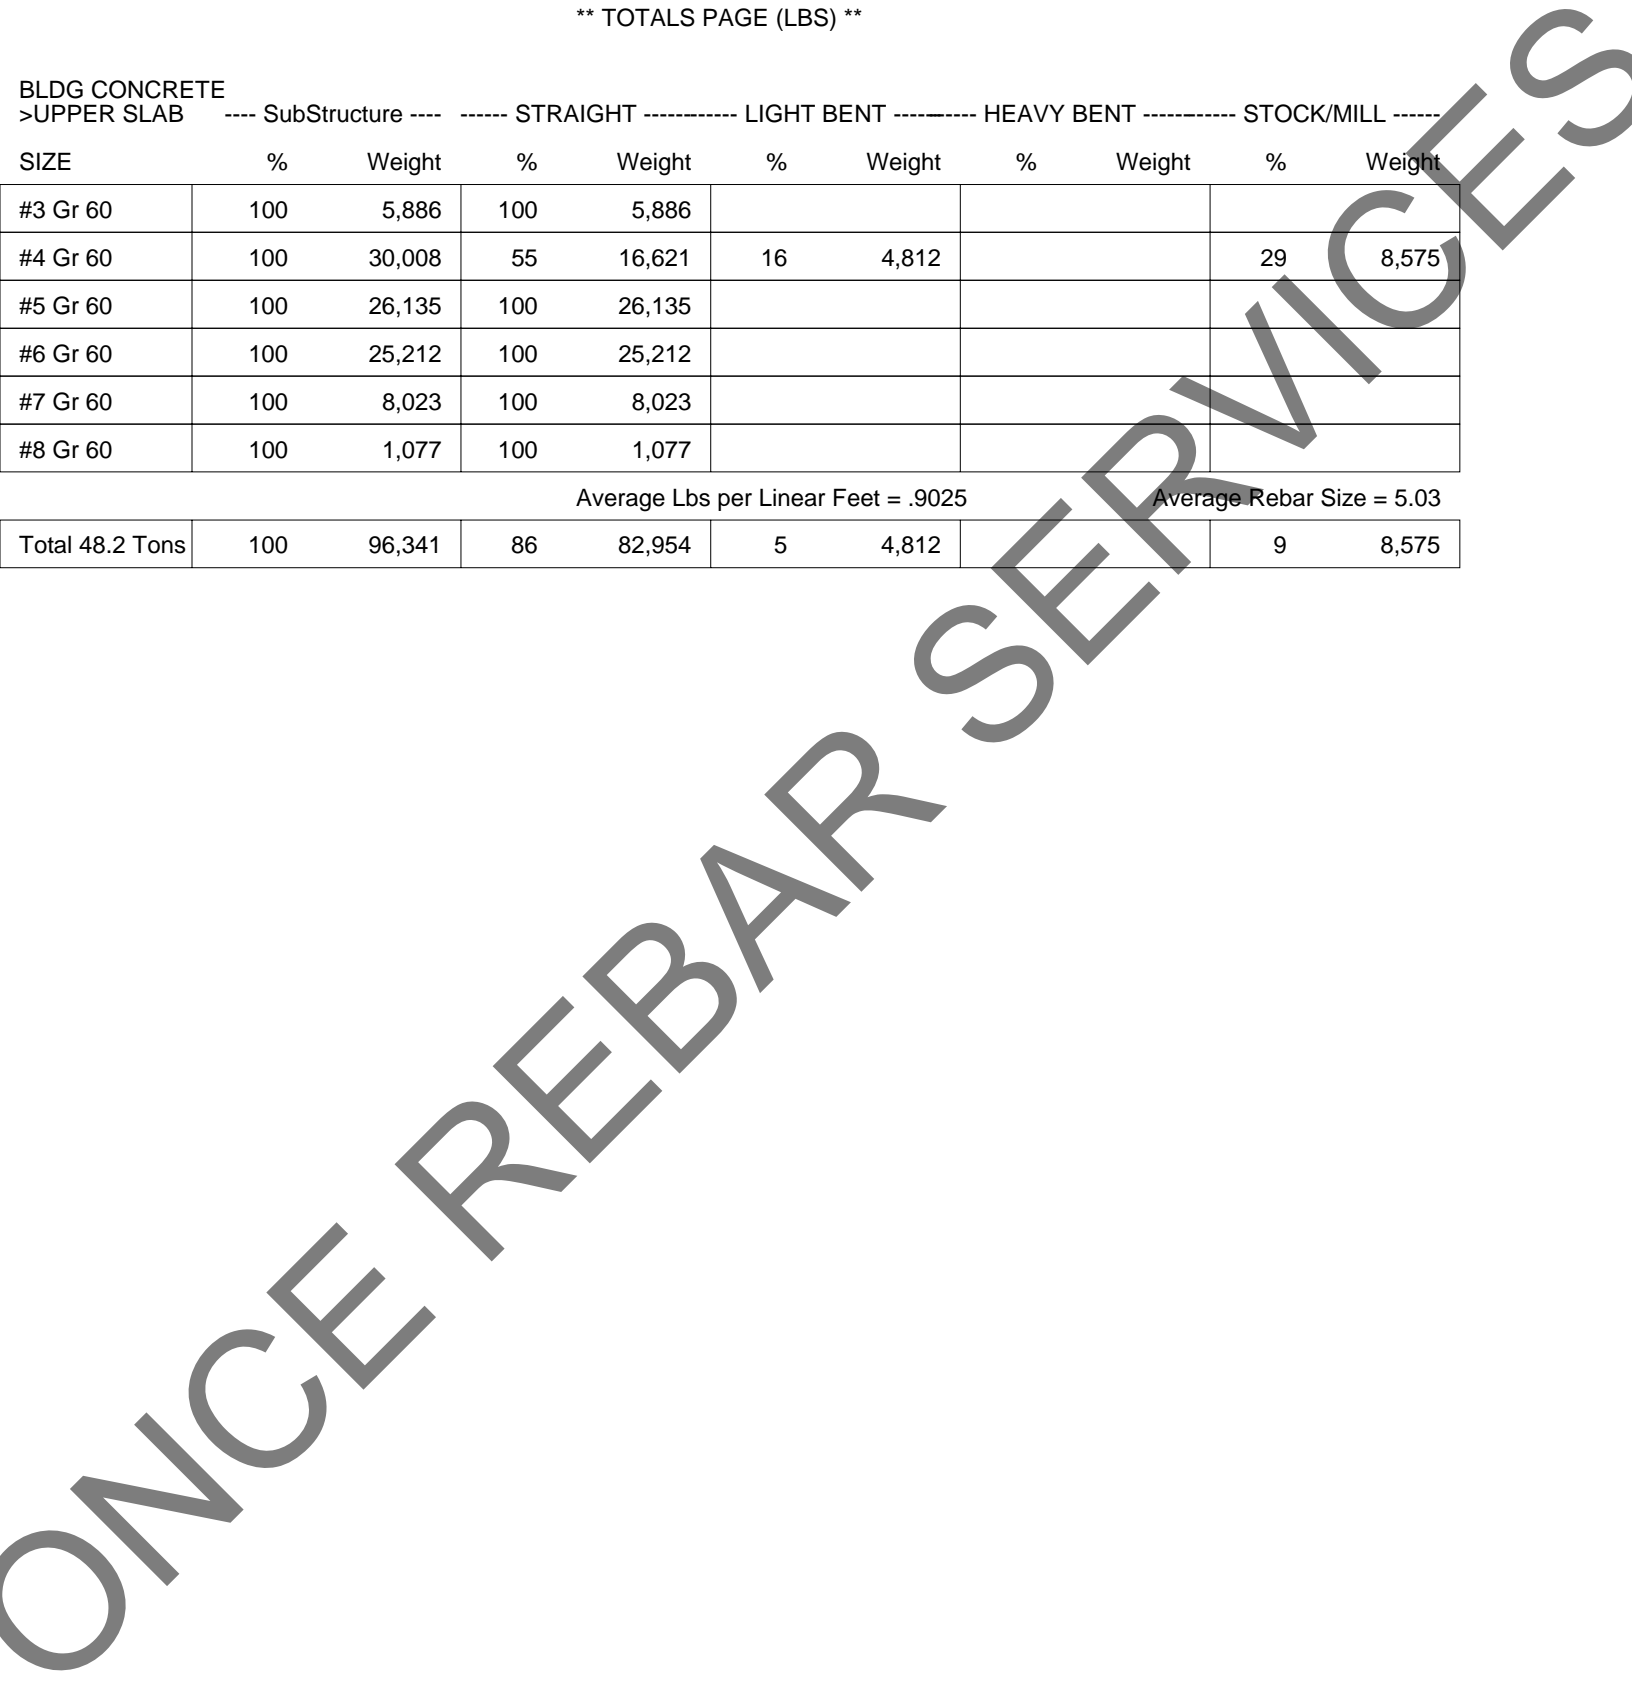 ** TOTALS PAGE (LBS) **
BLDG CONCRETE
>UPPER SLAB ---- SubStructure ---- ------ STRAIGHT ------------- LIGHT BENT ------------- HEAVY BENT ------------- STOCK/MILL ------
SIZE % Weight % Weight % Weight % Weight % Weight
#3 Gr 60 100 5,886 100 5,886
#4 Gr 60 100 30,008 55 16,621 16 4,812 29 8,575
#5 Gr 60 100 26,135 100 26,135
#6 Gr 60 100 25,212 100 25,212
#7 Gr 60 100 8,023 100 8,023
#8 Gr 60 100 1,077 100 1,077
Average Lbs per Linear Feet = .9025 Average Rebar Size = 5.03
Total 48.2 Tons 100 96,341 86 82,954 5 4,812 9 8,575
ONCE REBAR SERVICES